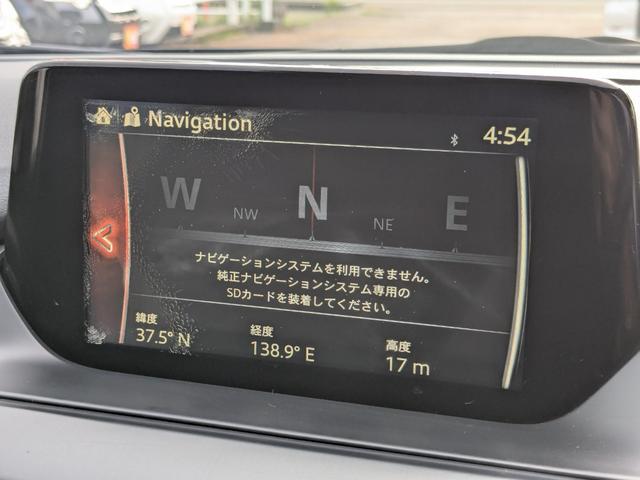 Navigation
4:54
W NW N NE E
ナビゲーションシステムを利用できません。
純正ナビゲーションシステム専用の
SDカードを装着してください。
緯度 経度 高度
37.5° N 138.9° E 17 m